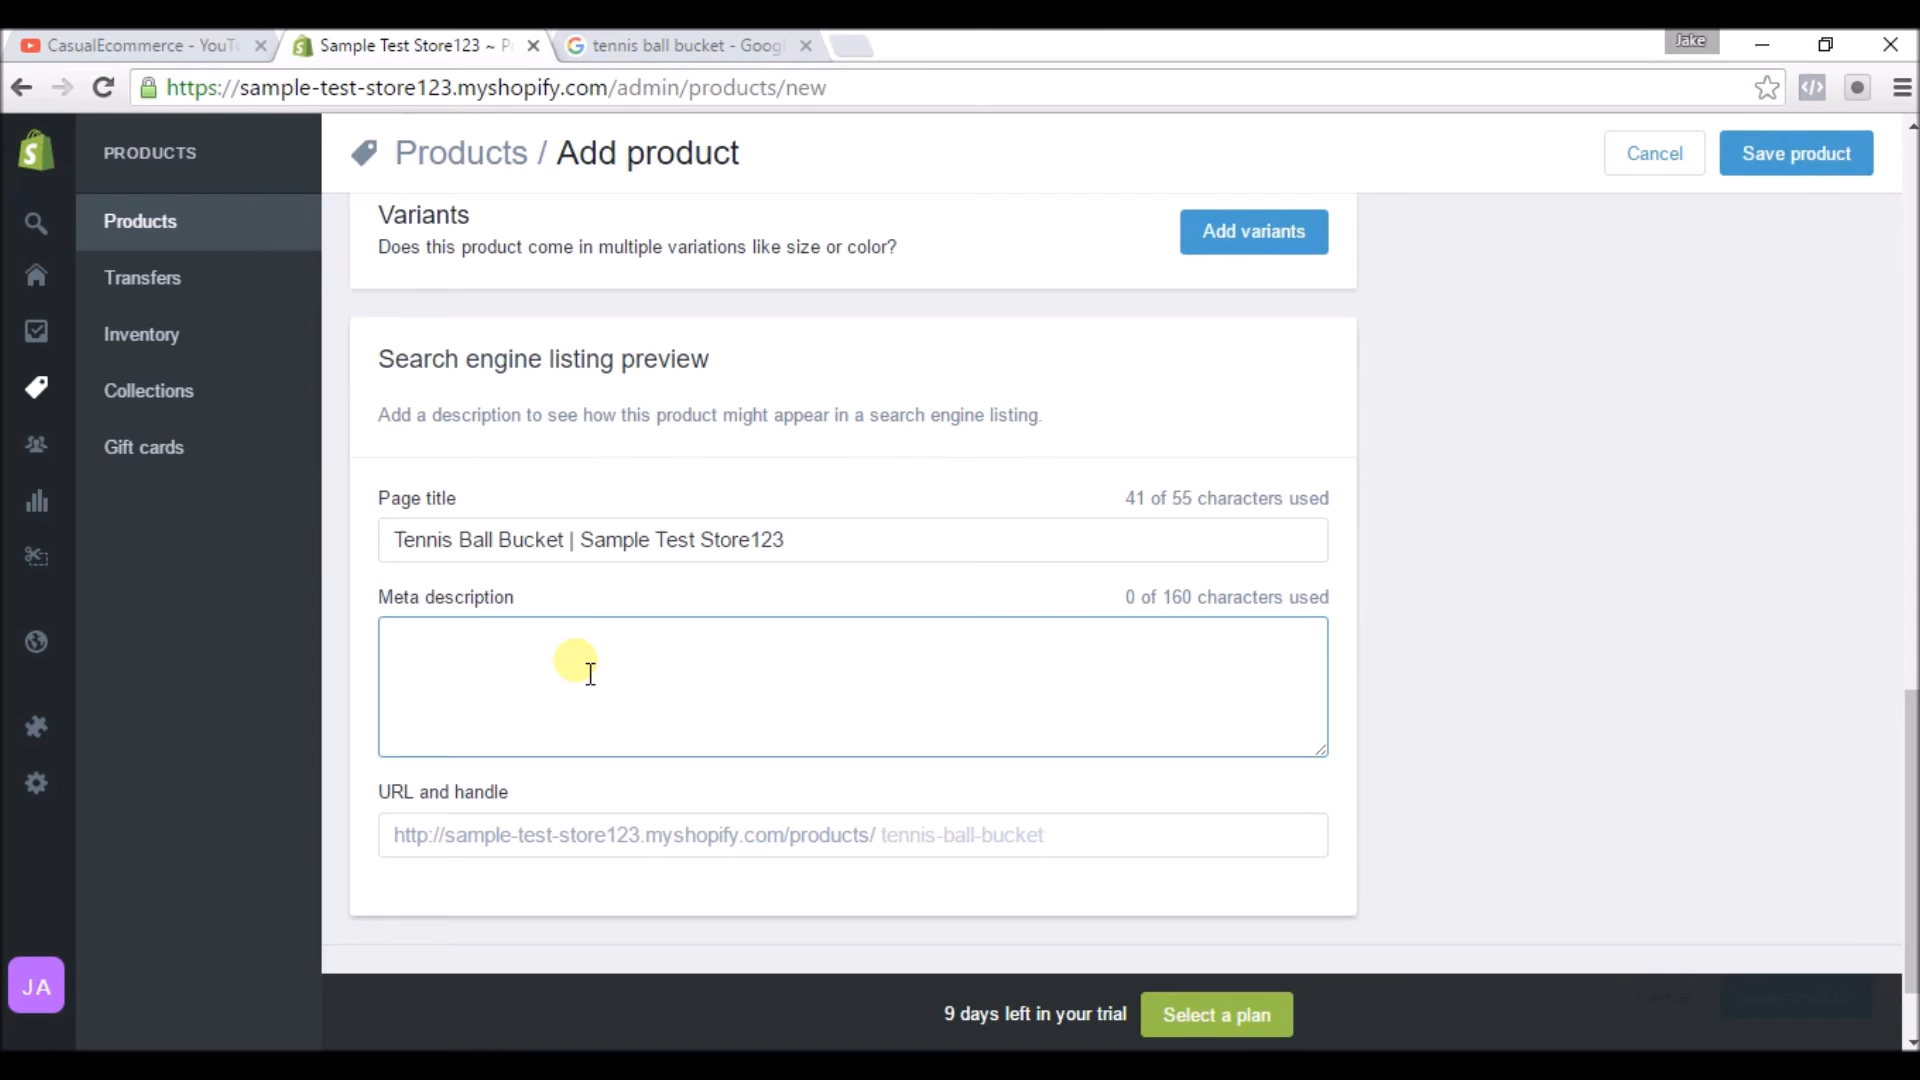 CasualEcommerce - YouTu
Sample Test Store123 ~ P
tennis ball bucket - Googl
Jake
https://sample-test-store123.myshopify.com/admin/products/new
PRODUCTS
Products / Add product
Cancel
Save product
Products
Transfers
Inventory
Collections
Gift cards
Variants
Does this product come in multiple variations like size or color?
Add variants
Search engine listing preview
Add a description to see how this product might appear in a search engine listing.
Page title
41 of 55 characters used
Tennis Ball Bucket | Sample Test Store123
Meta description
0 of 160 characters used
URL and handle
http://sample-test-store123.myshopify.com/products/ tennis-ball-bucket
JA
9 days left in your trial
Select a plan